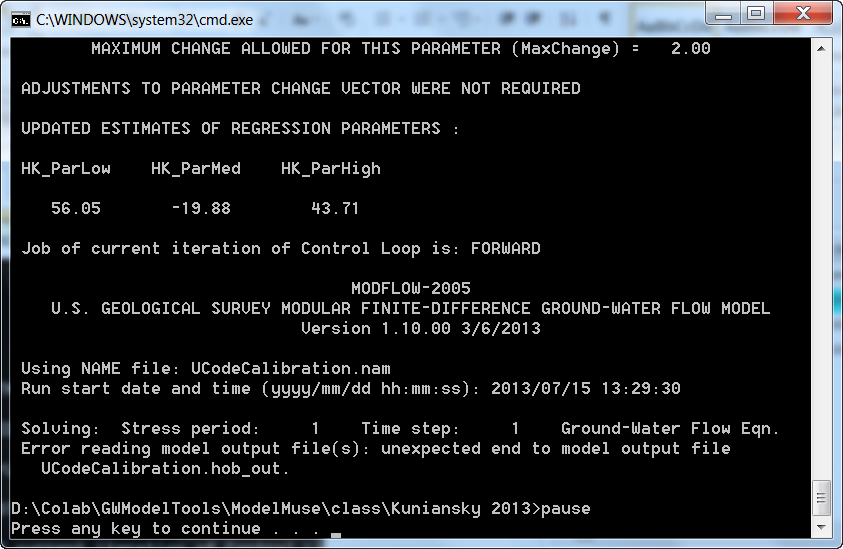 C:\WINDOWS\system32\cmd.exe
MAXIMUM CHANGE ALLOWED FOR THIS PARAMETER (MaxChange) =   2.00
ADJUSTMENTS TO PARAMETER CHANGE VECTOR WERE NOT REQUIRED
UPDATED ESTIMATES OF REGRESSION PARAMETERS :
HK_ParLow    HK_ParMed    HK_ParHigh
56.05       -19.88        43.71
Job of current iteration of Control Loop is: FORWARD
MODFLOW-2005
U.S. GEOLOGICAL SURVEY MODULAR FINITE-DIFFERENCE GROUND-WATER FLOW MODEL
Version 1.10.00 3/6/2013
Using NAME file: UCodeCalibration.nam
Run start date and time (yyyy/mm/dd hh:mm:ss): 2013/07/15 13:29:30
Solving:  Stress period:     1    Time step:     1    Ground-Water Flow Eqn.
Error reading model output file(s): unexpected end to model output file
UCodeCalibration.hob_out.
D:\Colab\GWModelTools\ModelMuse\class\Kuniansky 2013>pause
Press any key to continue . . .